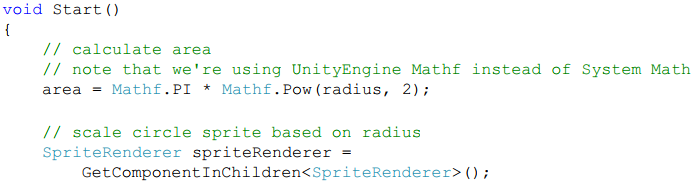 void Start()
{
    // calculate area
    // note that we're using UnityEngine Mathf instead of System Math
    area = Mathf.PI * Mathf.Pow(radius, 2);

    // scale circle sprite based on radius
    SpriteRenderer spriteRenderer =
        GetComponentInChildren<SpriteRenderer>();